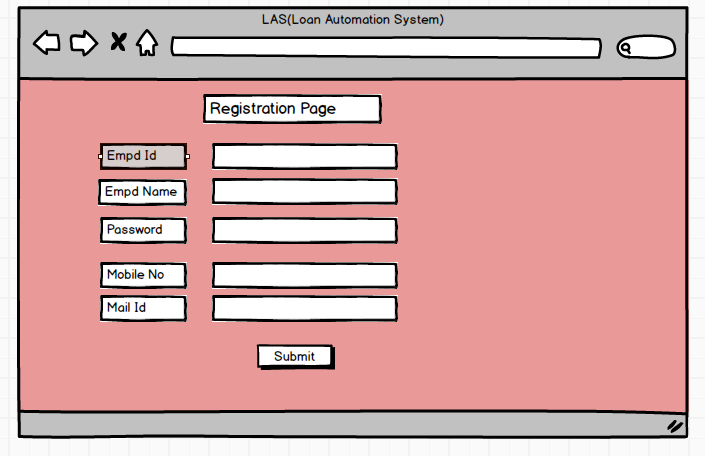 LAS(Loan Automation System)
Registration Page
Empd Id
Empd Name
Password
Mobile No
Mail Id
Submit